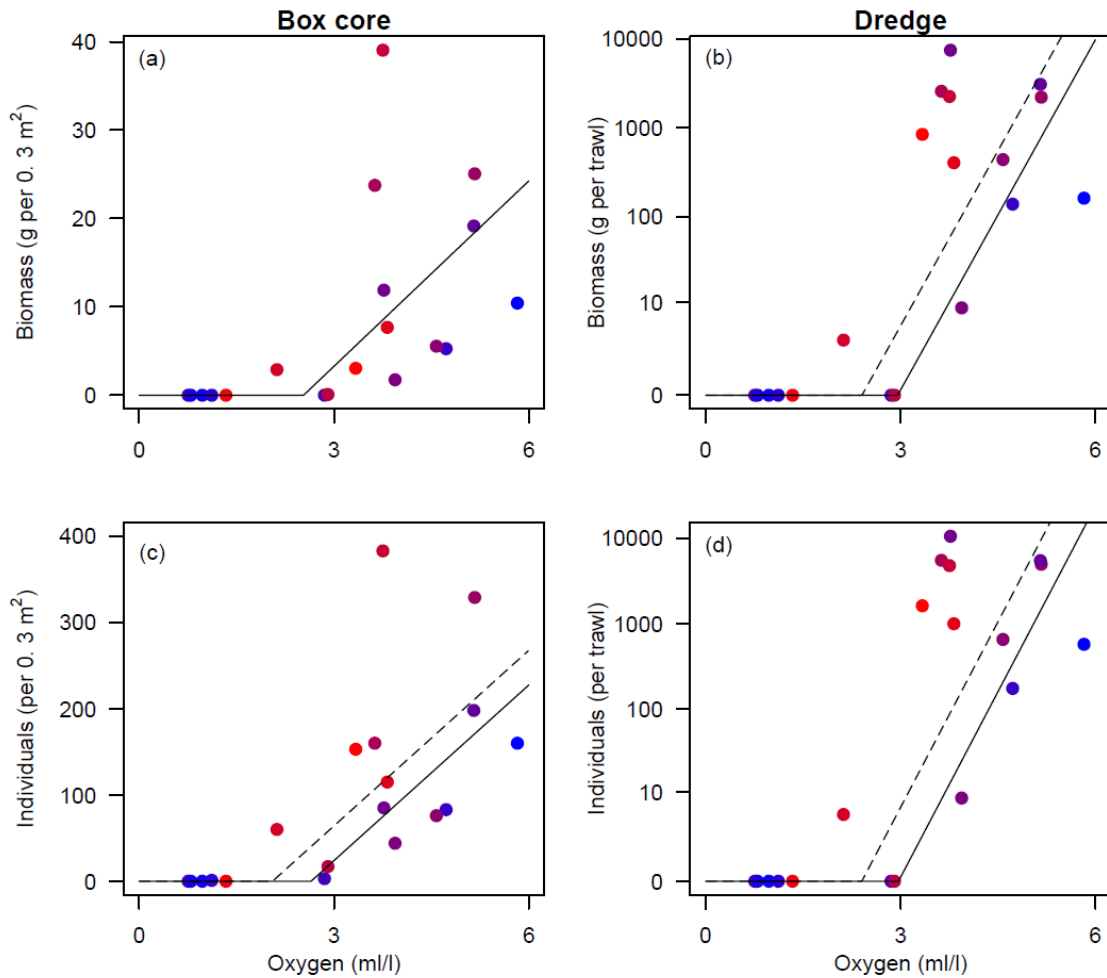 Box core
Dredge
(a)
Biomass (g per 0. 3 m²)
40
30
20
10
0
0 3 6
(b)
Biomass (g per trawl)
10000
1000
100
10
0
0 3 6
(c)
Individuals (per 0. 3 m²)
400
300
200
100
0
0 3 6
Oxygen (ml/l)
(d)
Individuals (per trawl)
10000
1000
100
10
0
0 3 6
Oxygen (ml/l)